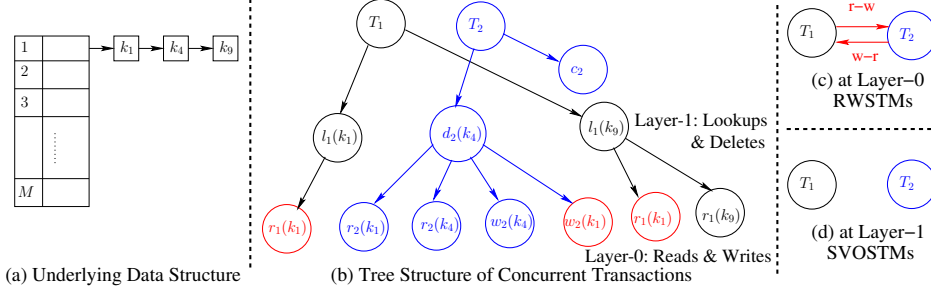 1
2
3
M
k1
k4
k9
(a) Underlying Data Structure
T1
T2
c2
l1(k1)
d2(k4)
l1(k9)
Layer-1: Lookups
& Deletes
r1(k1)
r2(k1)
r2(k4)
w2(k4)
w2(k1)
r1(k1)
r1(k9)
Layer-0: Reads & Writes
(b) Tree Structure of Concurrent Transactions
r-w
T1
T2
w-r
(c) at Layer-0
RWSTMs
T1
T2
(d) at Layer-1
SVOSTMs